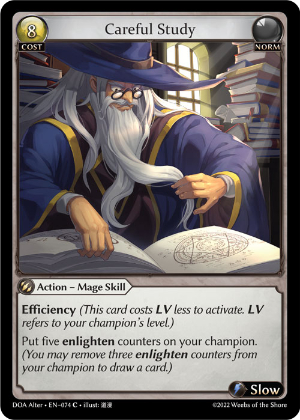 8
COST
Careful Study
NORM
Action – Mage Skill
Efficiency (This card costs LV less to activate. LV
refers to your champion's level.)
Put five enlighten counters on your champion.
(You may remove three enlighten counters from
your champion to draw a card.)
Slow
DOA Alter • EN-074 C • illust: 遊漫
©2022 Weebs of the Shore